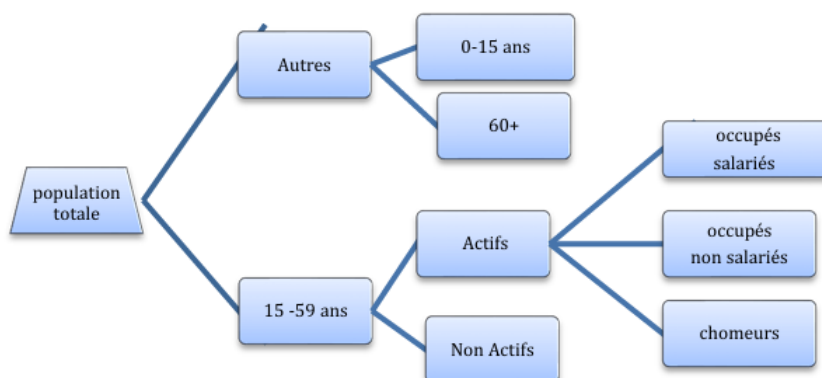 population
totale
Autres
0-15 ans
60+
15 -59 ans
Actifs
Non Actifs
occupés
salariés
occupés
non salariés
chomeurs